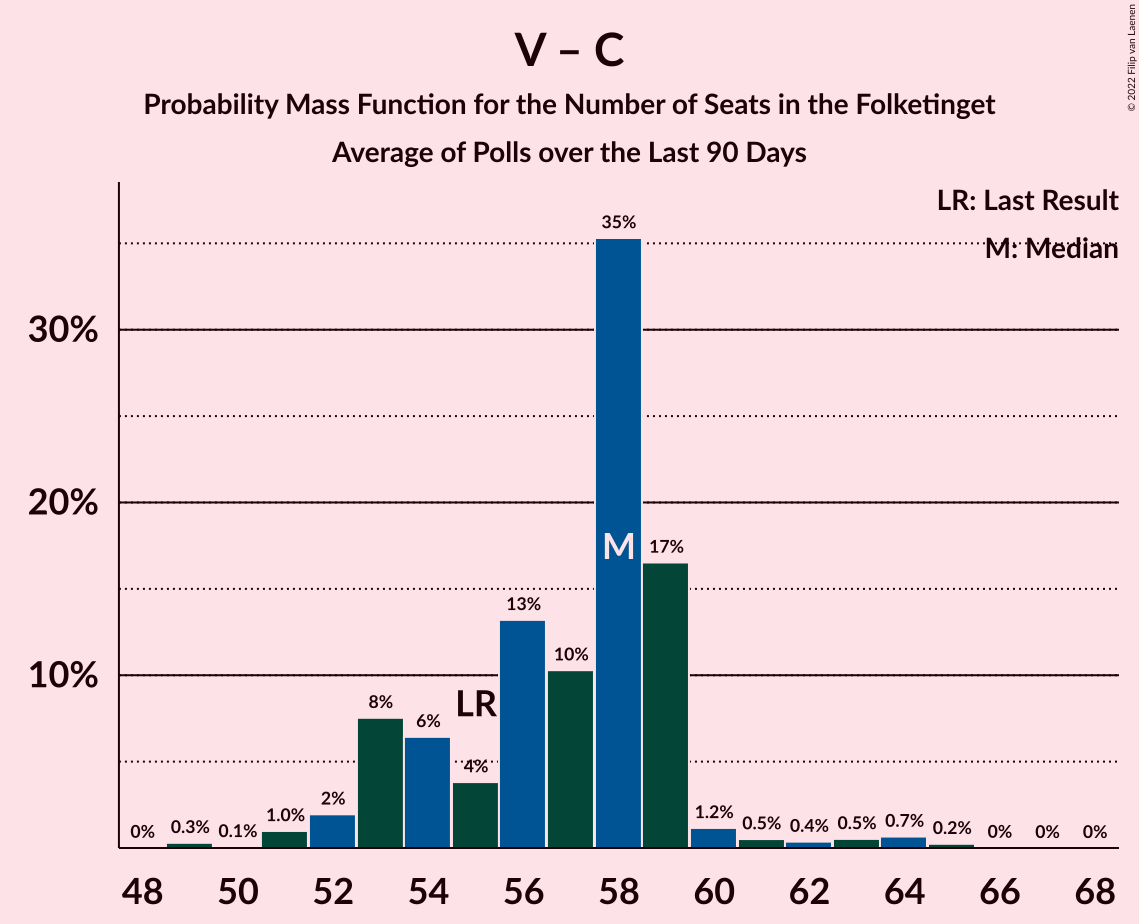 V – C
Probability Mass Function for the Number of Seats in the Folketinget
Average of Polls over the Last 90 Days
© 2022 Filip van Laenen
LR: Last Result
M: Median
30%
20%
10%
0%
0.3%
0.1%
1.0%
2%
8%
6%
4%
13%
10%
35%
17%
1.2%
0.5%
0.4%
0.5%
0.7%
0.2%
0%
0%
0%
LR
M
48 50 52 54 56 58 60 62 64 66 68